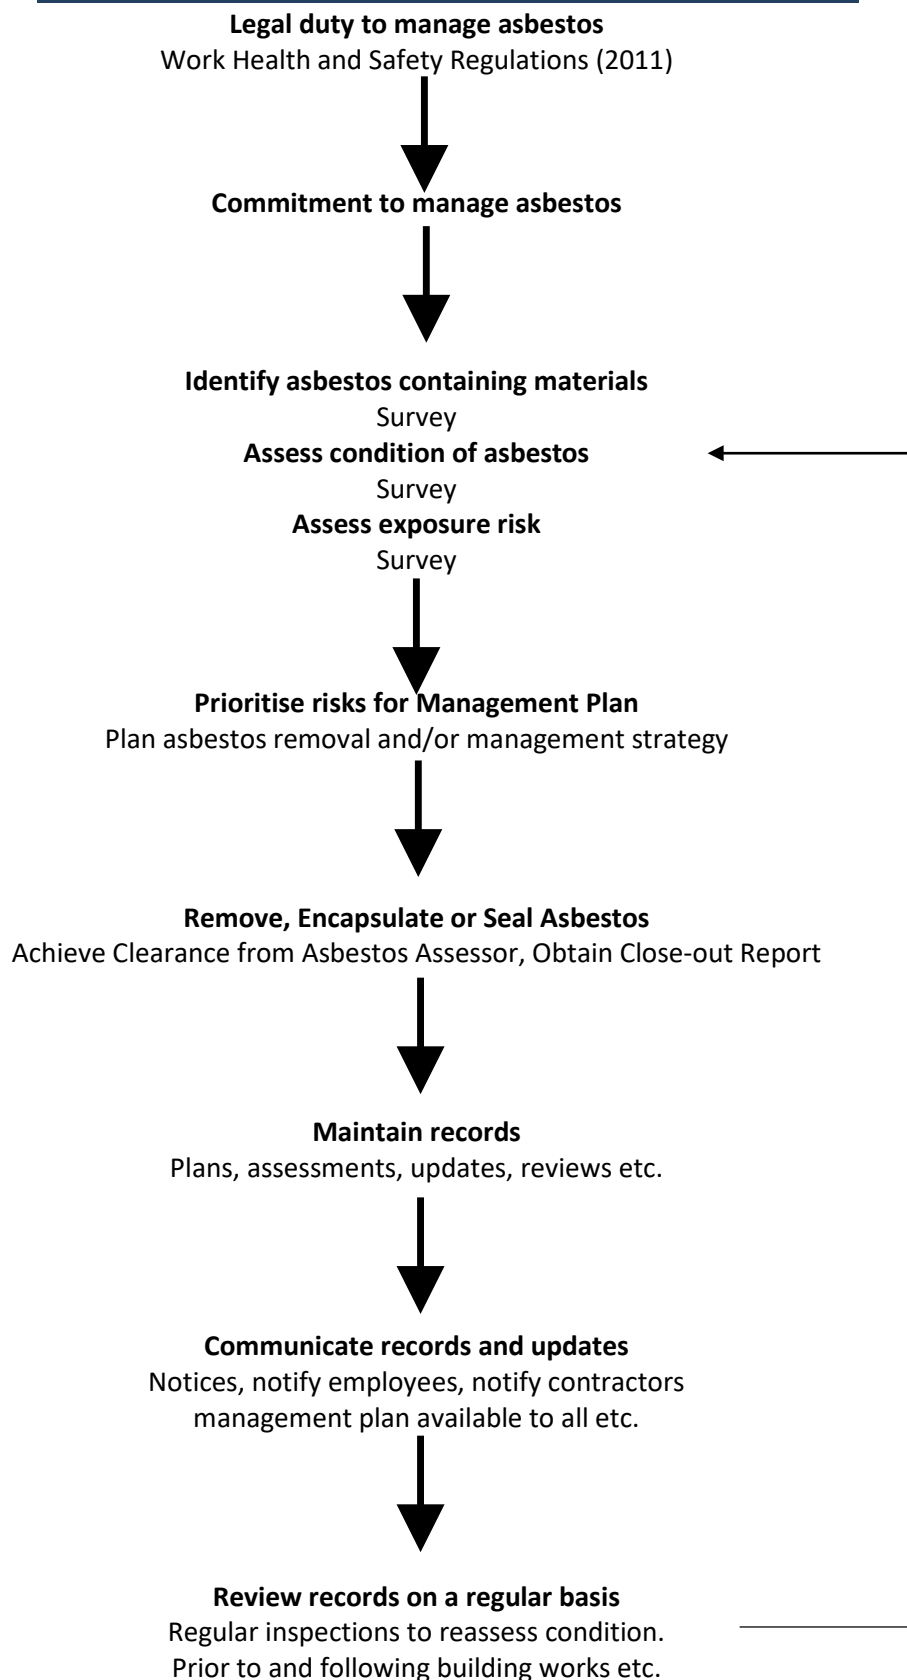 Legal duty to manage asbestos
Work Health and Safety Regulations (2011)
Commitment to manage asbestos
Identify asbestos containing materials
Survey
Assess condition of asbestos
Survey
Assess exposure risk
Survey
Prioritise risks for Management Plan
Plan asbestos removal and/or management strategy
Remove, Encapsulate or Seal Asbestos
Achieve Clearance from Asbestos Assessor, Obtain Close-out Report
Maintain records
Plans, assessments, updates, reviews etc.
Communicate records and updates
Notices, notify employees, notify contractors
management plan available to all etc.
Review records on a regular basis
Regular inspections to reassess condition.
Prior to and following building works etc.